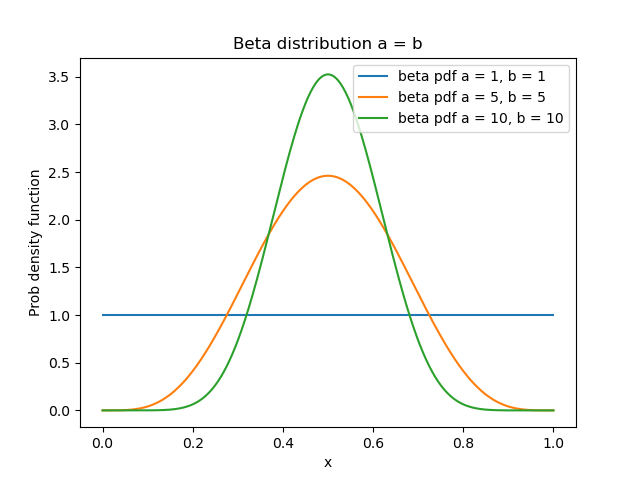 Beta distribution a = b
beta pdf a = 1, b = 1
beta pdf a = 5, b = 5
beta pdf a = 10, b = 10
Prob density function
3.5
3.0
2.5
2.0
1.5
1.0
0.5
0.0
0.0 0.2 0.4 0.6 0.8 1.0
x